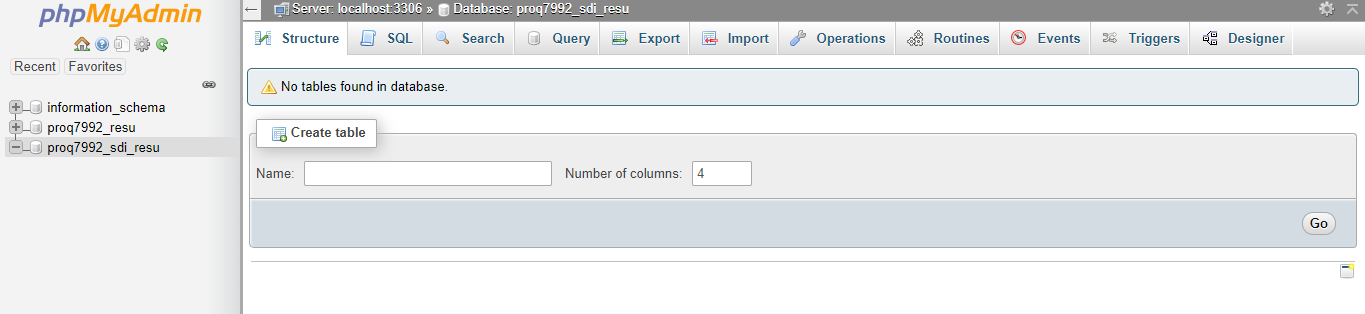 phpMyAdmin
Recent Favorites
information_schema
proq7992_resu
proq7992_sdi_resu
Server: localhost:3306 » Database: proq7992_sdi_resu
Structure SQL Search Query Export Import Operations Routines Events Triggers Designer
No tables found in database.
Create table
Name: Number of columns: 4
Go